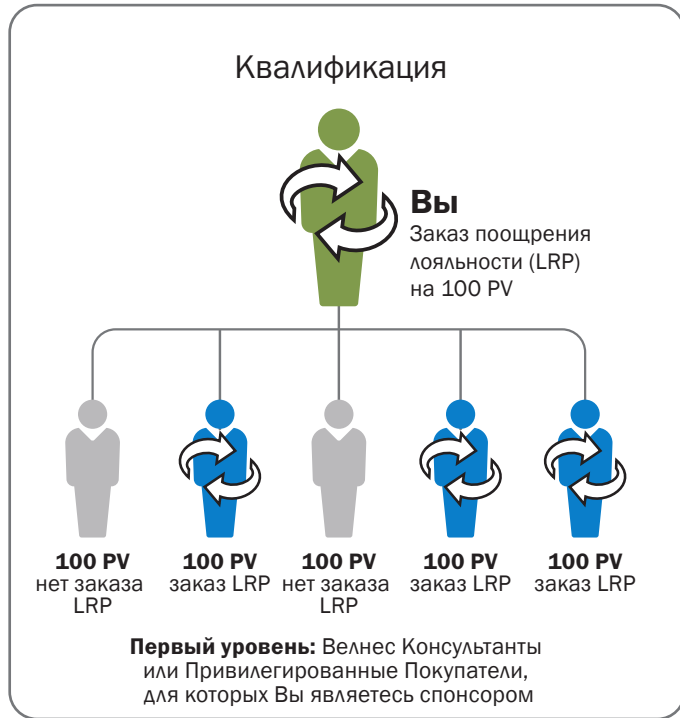 Квалификация
Вы
Заказ поощрения
лояльности (LRP)
на 100 PV
100 PV
нет заказа
LRP
100 PV
заказ LRP
100 PV
нет заказа
LRP
100 PV
заказ LRP
100 PV
заказ LRP
Первый уровень: Велнес Консультанты
или Привилегированные Покупатели,
для которых Вы являетесь спонсором